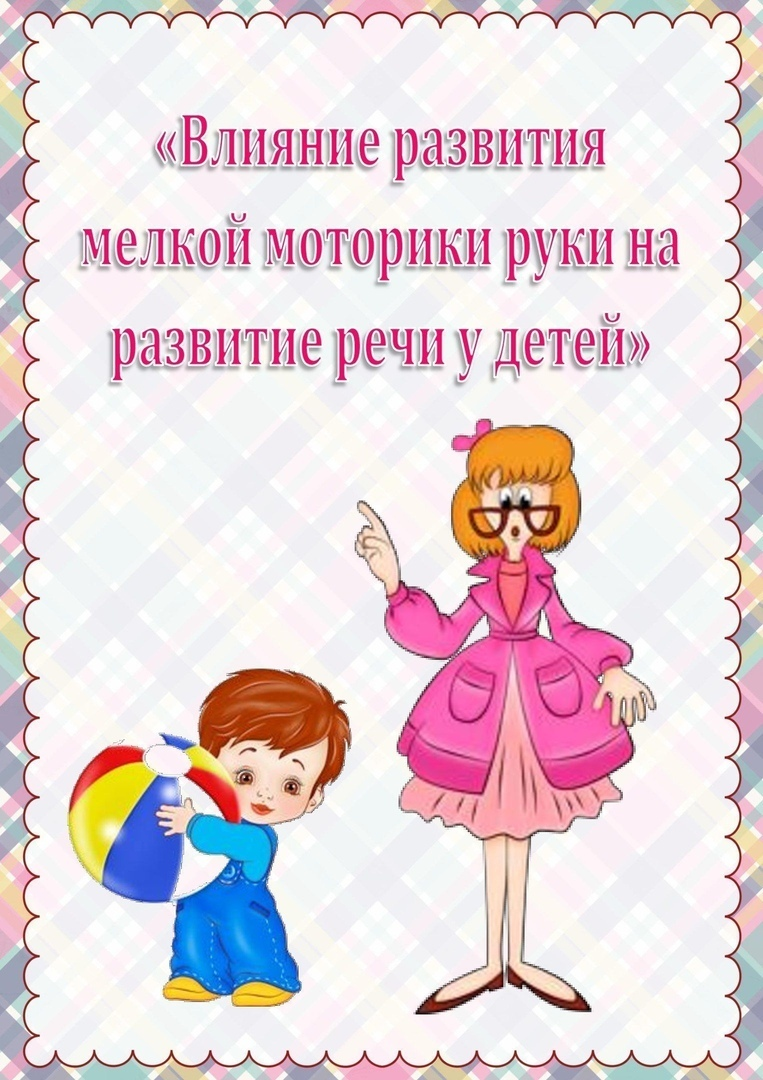 «Влияние развития
мелкой моторики руки на
развитие речи у детей»